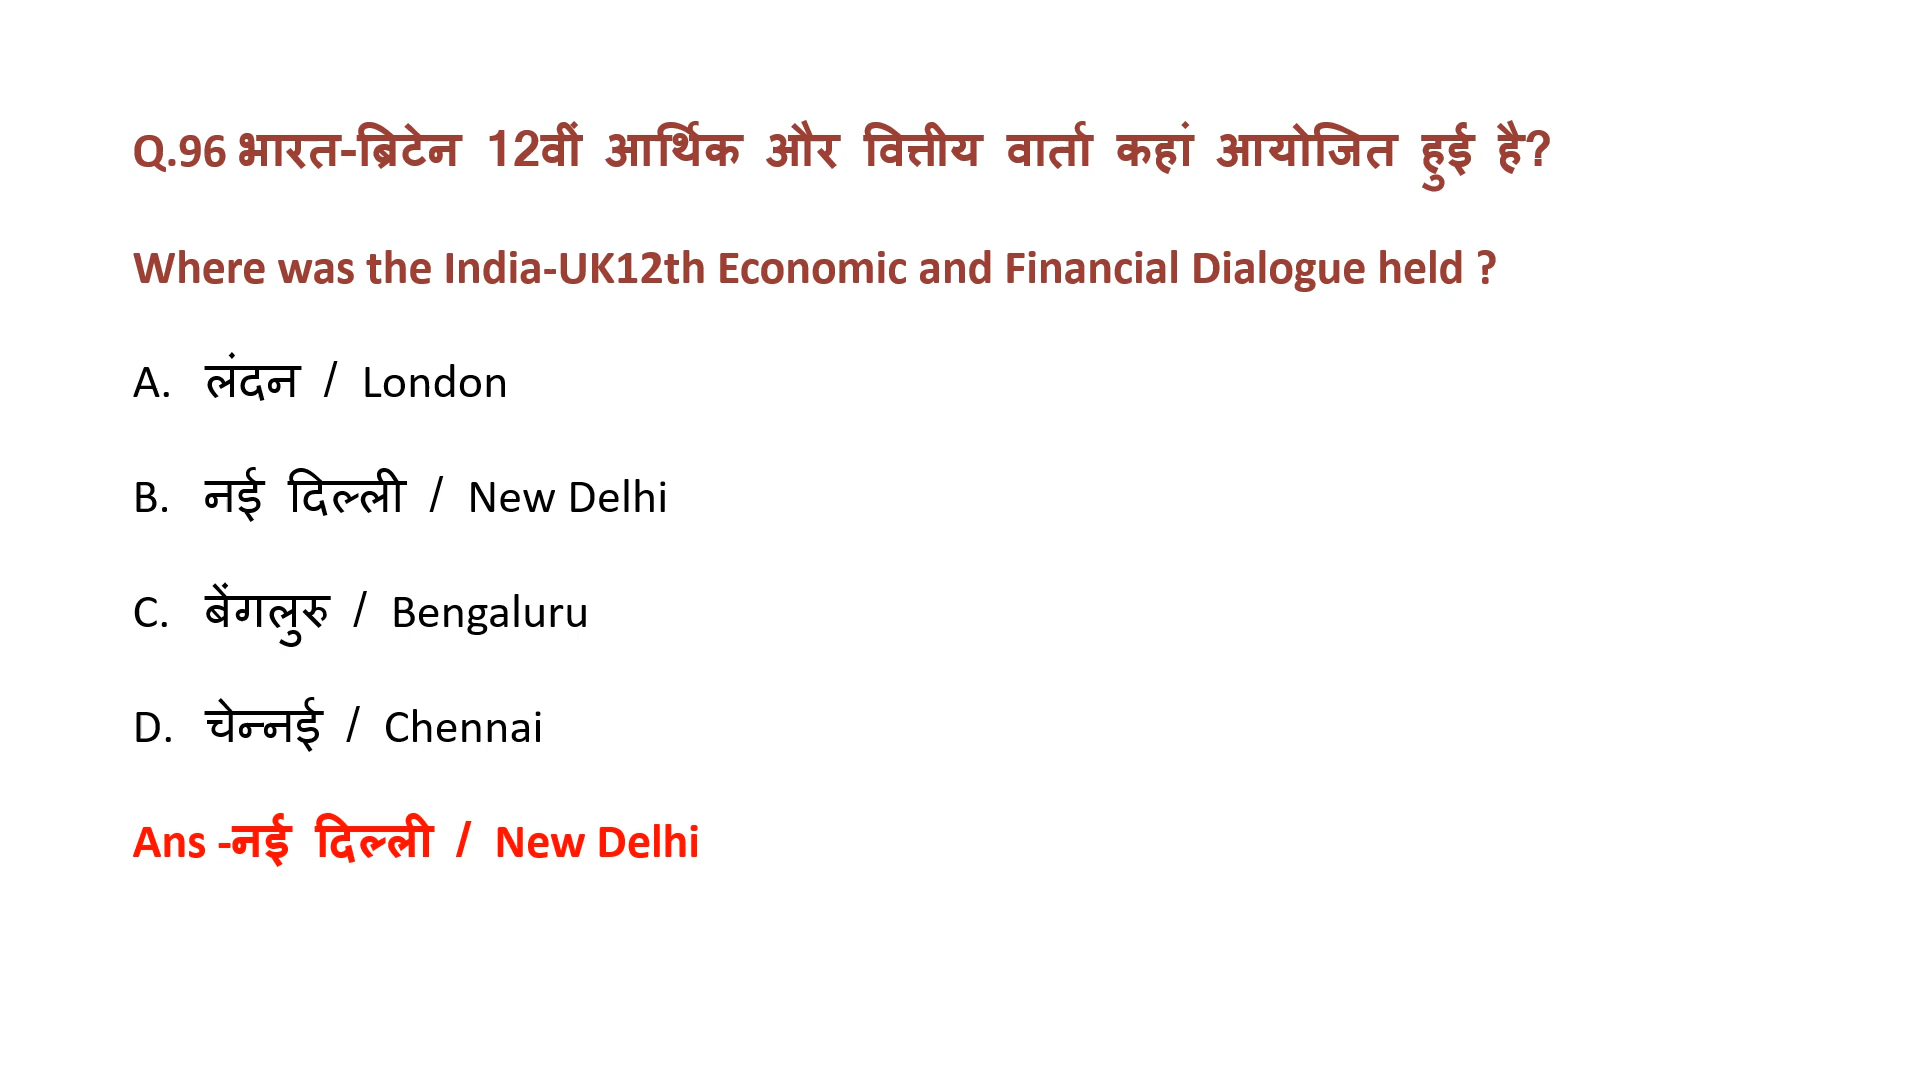 Q.96 भारत-ब्रिटेन 12वीं आर्थिक और वित्तीय वार्ता कहां आयोजित हुई है?
Where was the India-UK12th Economic and Financial Dialogue held ?
A. लंदन / London
B. नई दिल्ली / New Delhi
C. बेंगलुरु / Bengaluru
D. चेन्नई / Chennai
Ans -नई दिल्ली / New Delhi